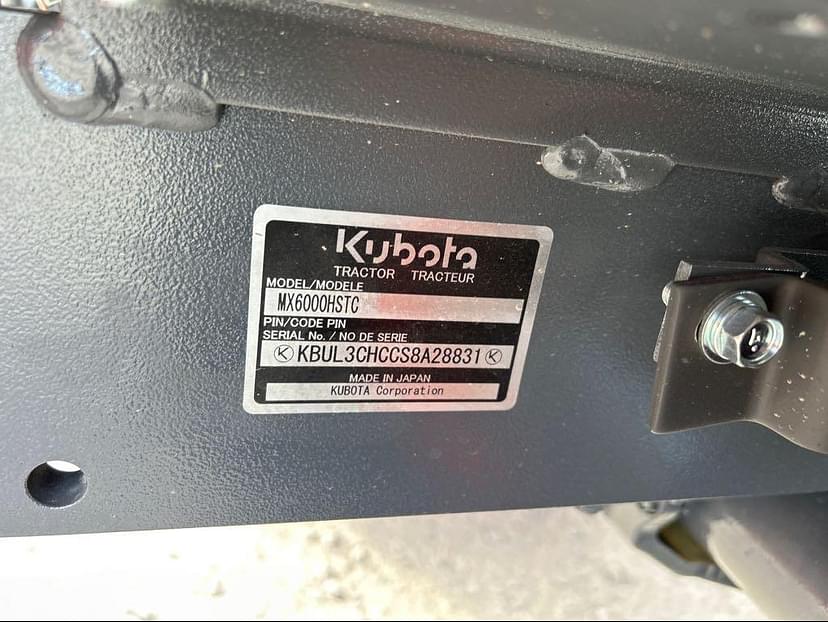 Kubota
TRACTOR TRACTEUR
MODEL/MODELE
MX6000HSTC
PIN/CODE PIN
SERIAL No. / NO DE SERIE
KBUL3CHCCS8A28831
MADE IN JAPAN
KUBOTA Corporation